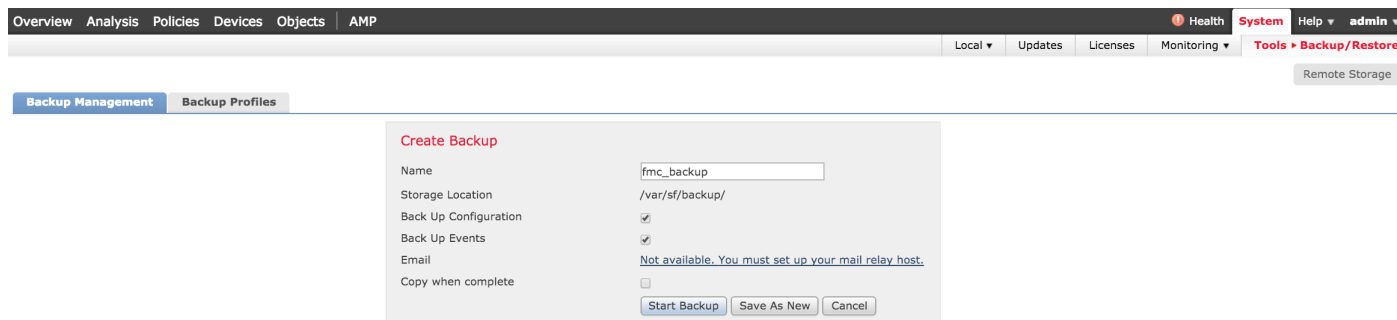 Overview Analysis Policies Devices Objects AMP Health System Help ▾ admin ▾
Local ▾ Updates Licenses Monitoring ▾ Tools ▸ Backup/Restore
Remote Storage
Backup Management Backup Profiles
Create Backup
Name fmc_backup
Storage Location /var/sf/backup/
Back Up Configuration
Back Up Events
Email Not available. You must set up your mail relay host.
Copy when complete
Start Backup Save As New Cancel